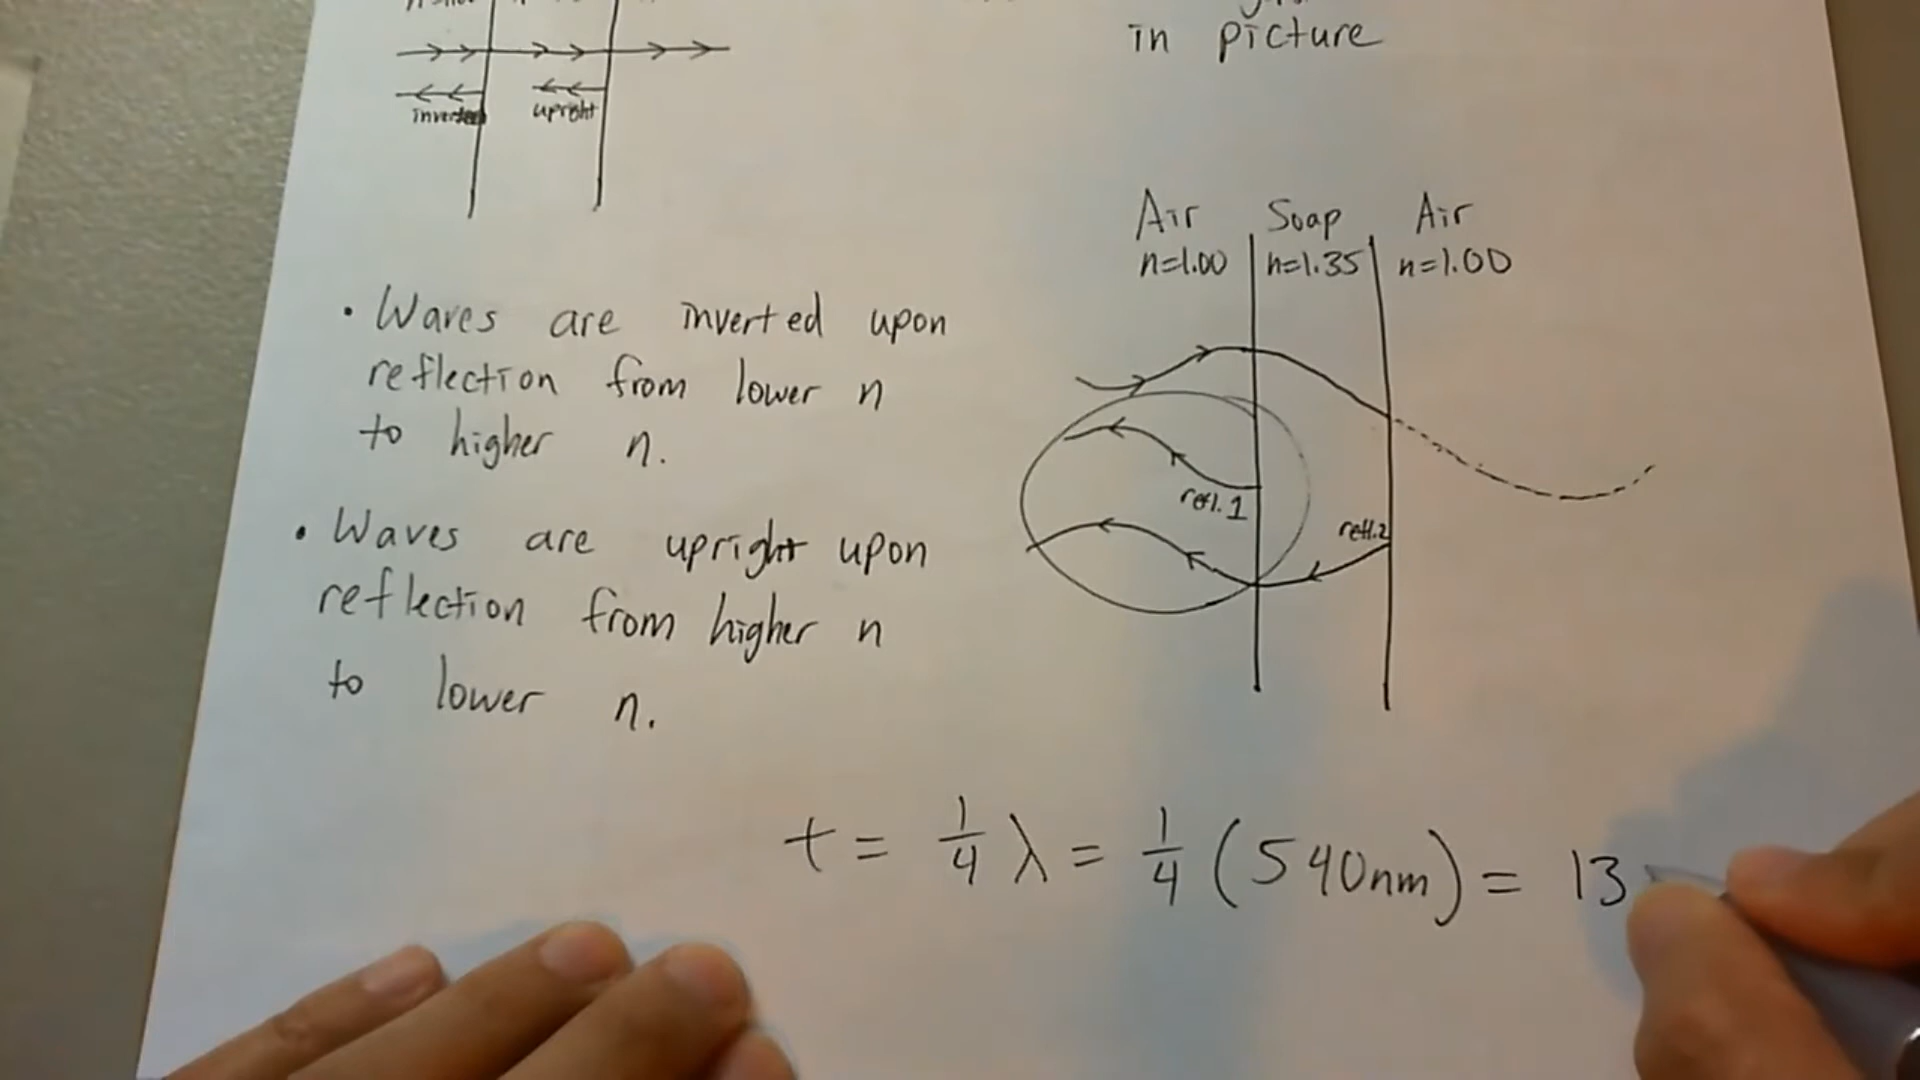 in picture
inverted
upright
Air Soap Air
n=1.00 n=1.35 n=1.00
• Waves are inverted upon
reflection from lower n
to higher n.
refl.1
refl.2
• Waves are upright upon
reflection from higher n
to lower n.
t = 1/4 λ = 1/4 (540nm) = 13